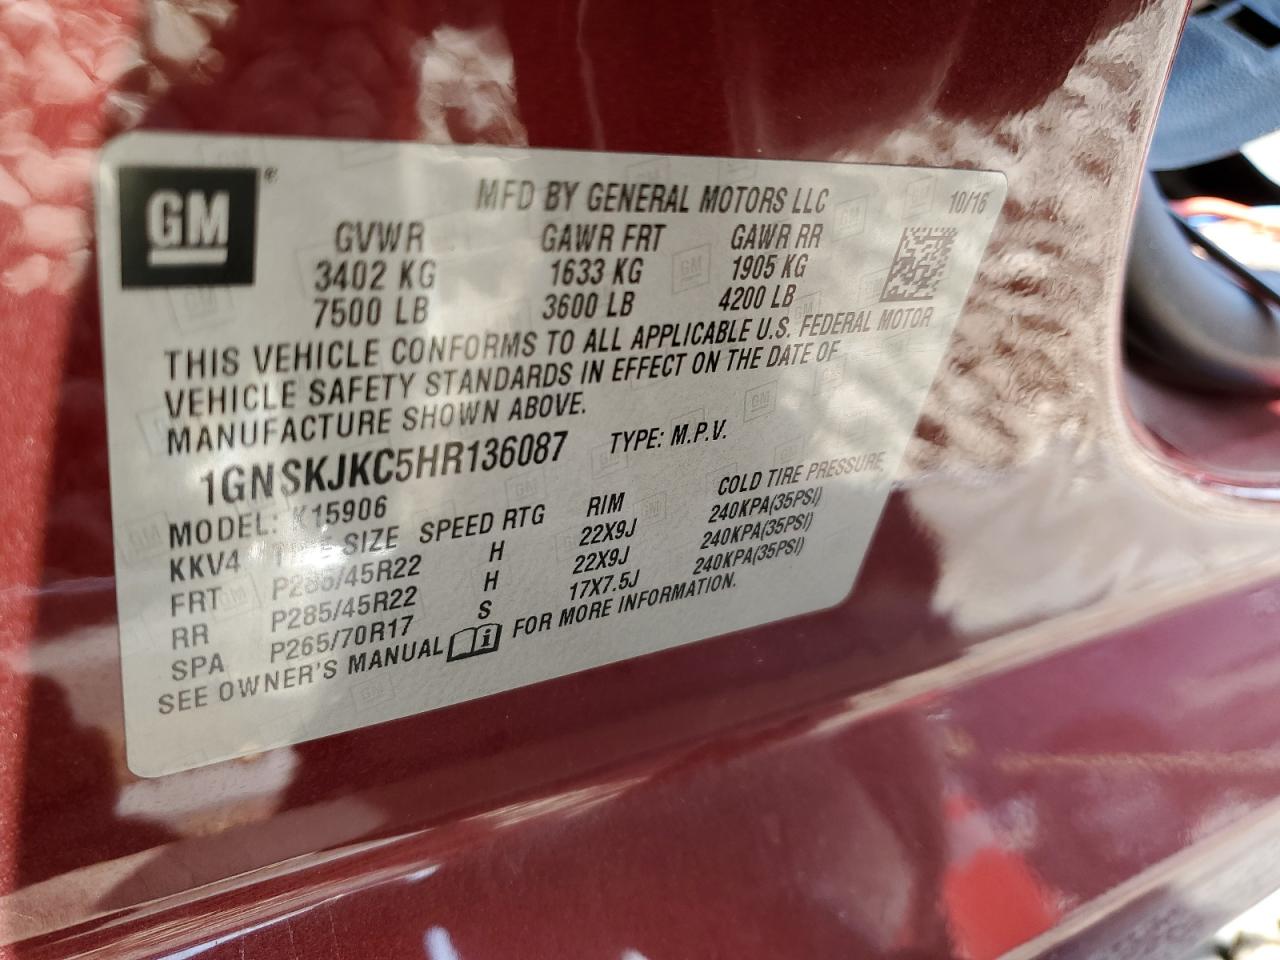 GM ®
MFD BY GENERAL MOTORS LLC 10/16
GVWR GAWR FRT GAWR RR
3402 KG 1633 KG 1905 KG
7500 LB 3600 LB 4200 LB
THIS VEHICLE CONFORMS TO ALL APPLICABLE U.S. FEDERAL MOTOR
VEHICLE SAFETY STANDARDS IN EFFECT ON THE DATE OF
MANUFACTURE SHOWN ABOVE.
1GNSKJKC5HR136087 TYPE: M.P.V.
MODEL: K15906
KKV4 TIRE SIZE SPEED RTG RIM COLD TIRE PRESSURE
FRT P285/45R22 H 22X9J 240KPA(35PSI)
RR P285/45R22 H 22X9J 240KPA(35PSI)
SPA P265/70R17 S 17X7.5J 240KPA(35PSI)
SEE OWNER'S MANUAL FOR MORE INFORMATION.